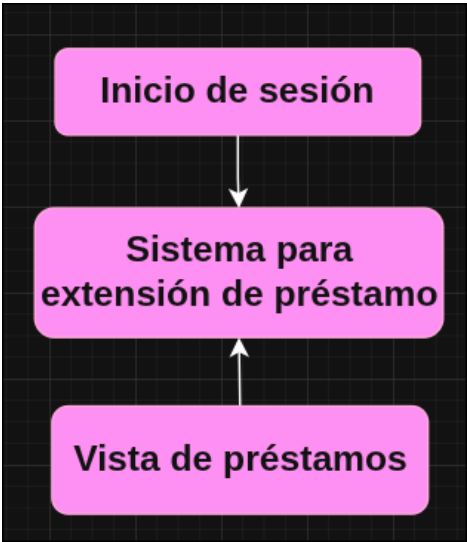 Inicio de sesión
Sistema para
extensión de préstamo
Vista de préstamos